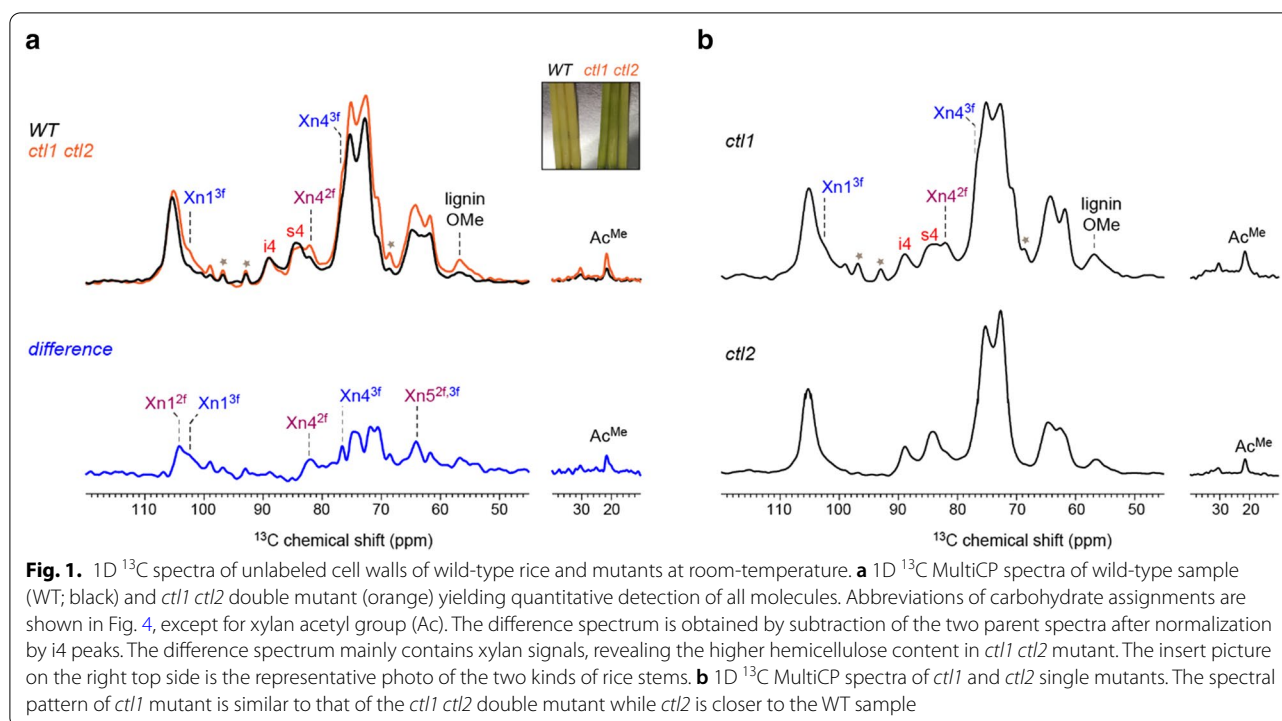 a
WT
ctl1 ctl2
WT ctl1 ctl2
Xn4³ᶠ
Xn1³ᶠ
Xn4²ᶠ
i4
s4
lignin
OMe
Acᴹᵉ
difference
Xn1²ᶠ
Xn1³ᶠ
Xn4²ᶠ
Xn4³ᶠ
Xn5²ᶠ,³ᶠ
Acᴹᵉ
110 100 90 80 70 60 50 30 20
¹³C chemical shift (ppm)
b
ctl1
Xn4³ᶠ
Xn1³ᶠ
Xn4²ᶠ
i4
s4
lignin
OMe
Acᴹᵉ
ctl2
Acᴹᵉ
110 100 90 80 70 60 50 30 20
¹³C chemical shift (ppm)
Fig. 1. 1D ¹³C spectra of unlabeled cell walls of wild-type rice and mutants at room-temperature. a 1D ¹³C MultiCP spectra of wild-type sample
(WT; black) and ctl1 ctl2 double mutant (orange) yielding quantitative detection of all molecules. Abbreviations of carbohydrate assignments are
shown in Fig. 4, except for xylan acetyl group (Ac). The difference spectrum is obtained by subtraction of the two parent spectra after normalization
by i4 peaks. The difference spectrum mainly contains xylan signals, revealing the higher hemicellulose content in ctl1 ctl2 mutant. The insert picture
on the right top side is the representative photo of the two kinds of rice stems. b 1D ¹³C MultiCP spectra of ctl1 and ctl2 single mutants. The spectral
pattern of ctl1 mutant is similar to that of the ctl1 ctl2 double mutant while ctl2 is closer to the WT sample